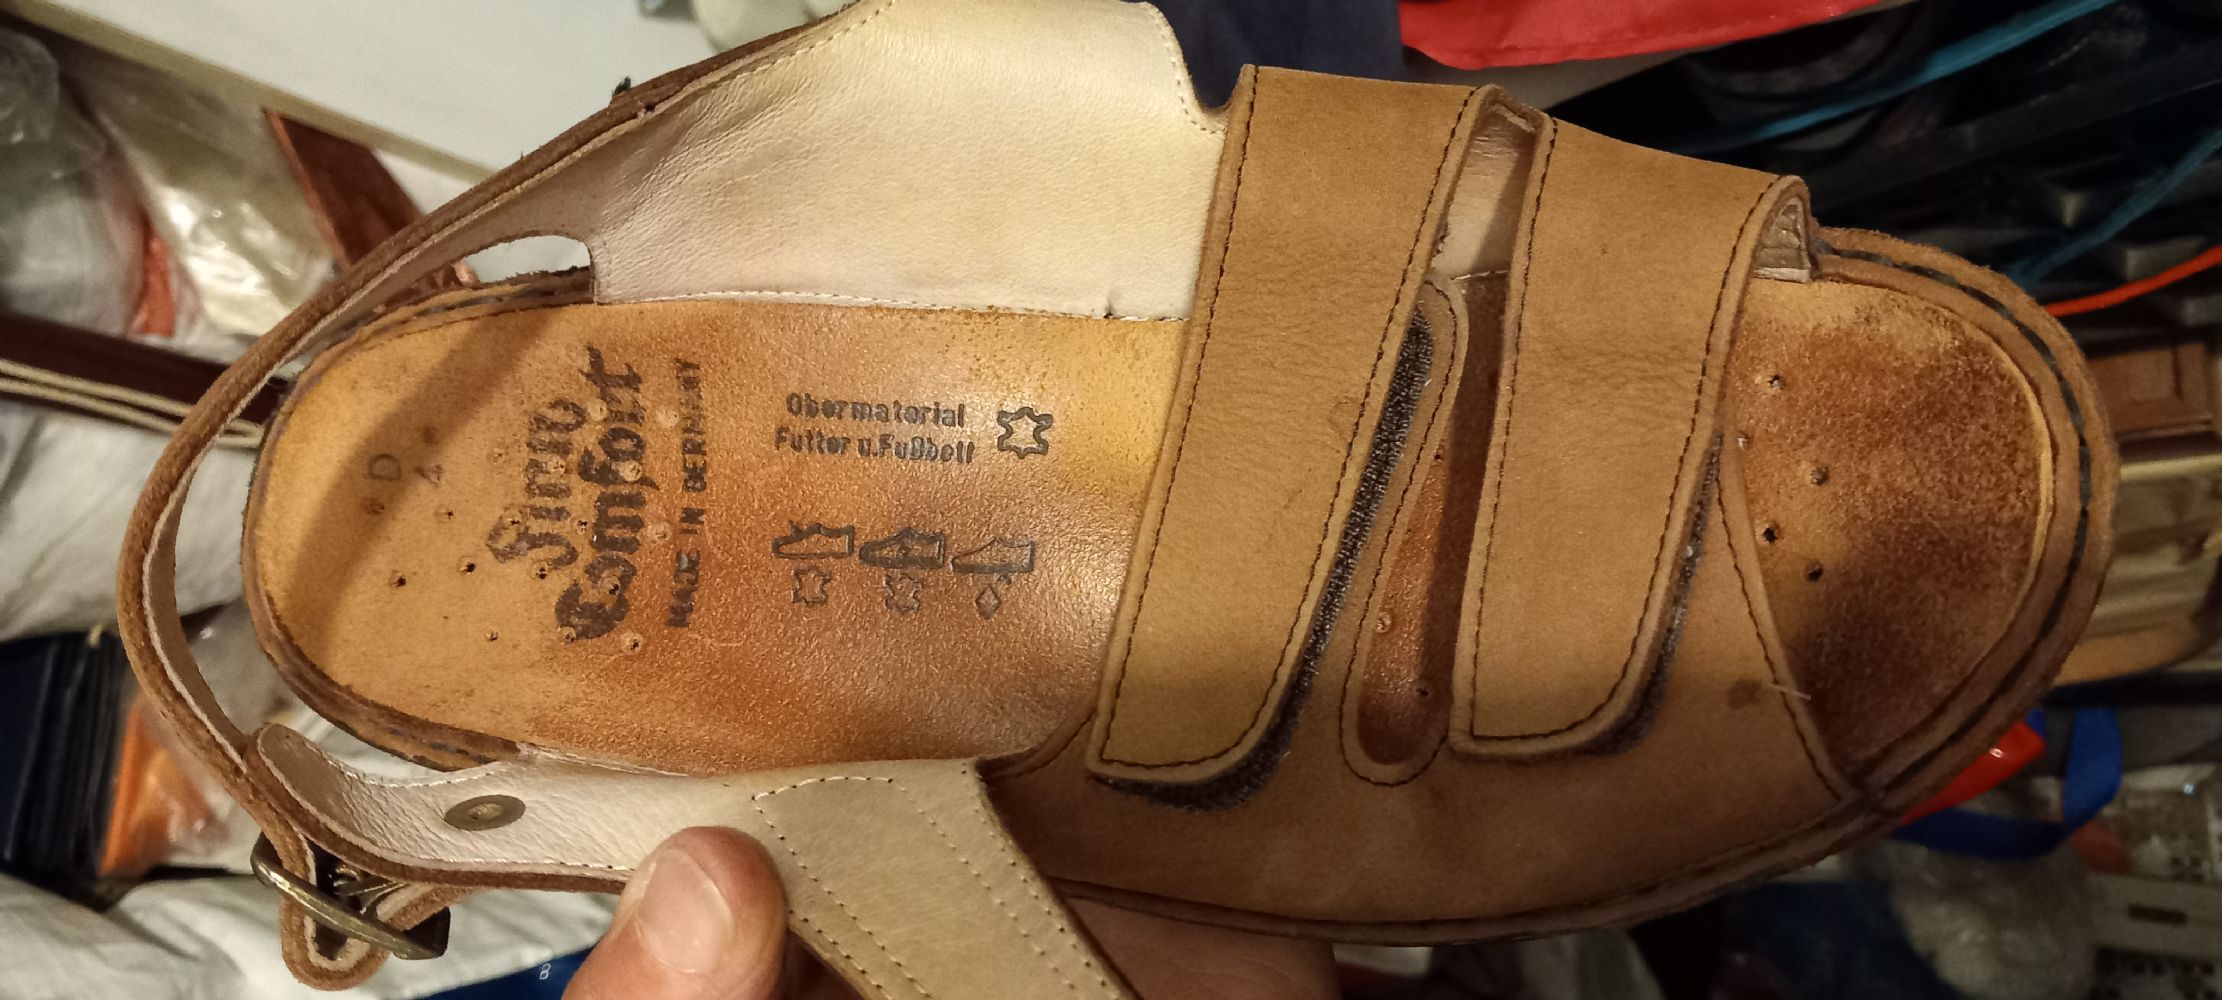 D
4
Finn
Comfort
MADE IN GERMANY
Obermaterial
Futter u.Fußbett
B